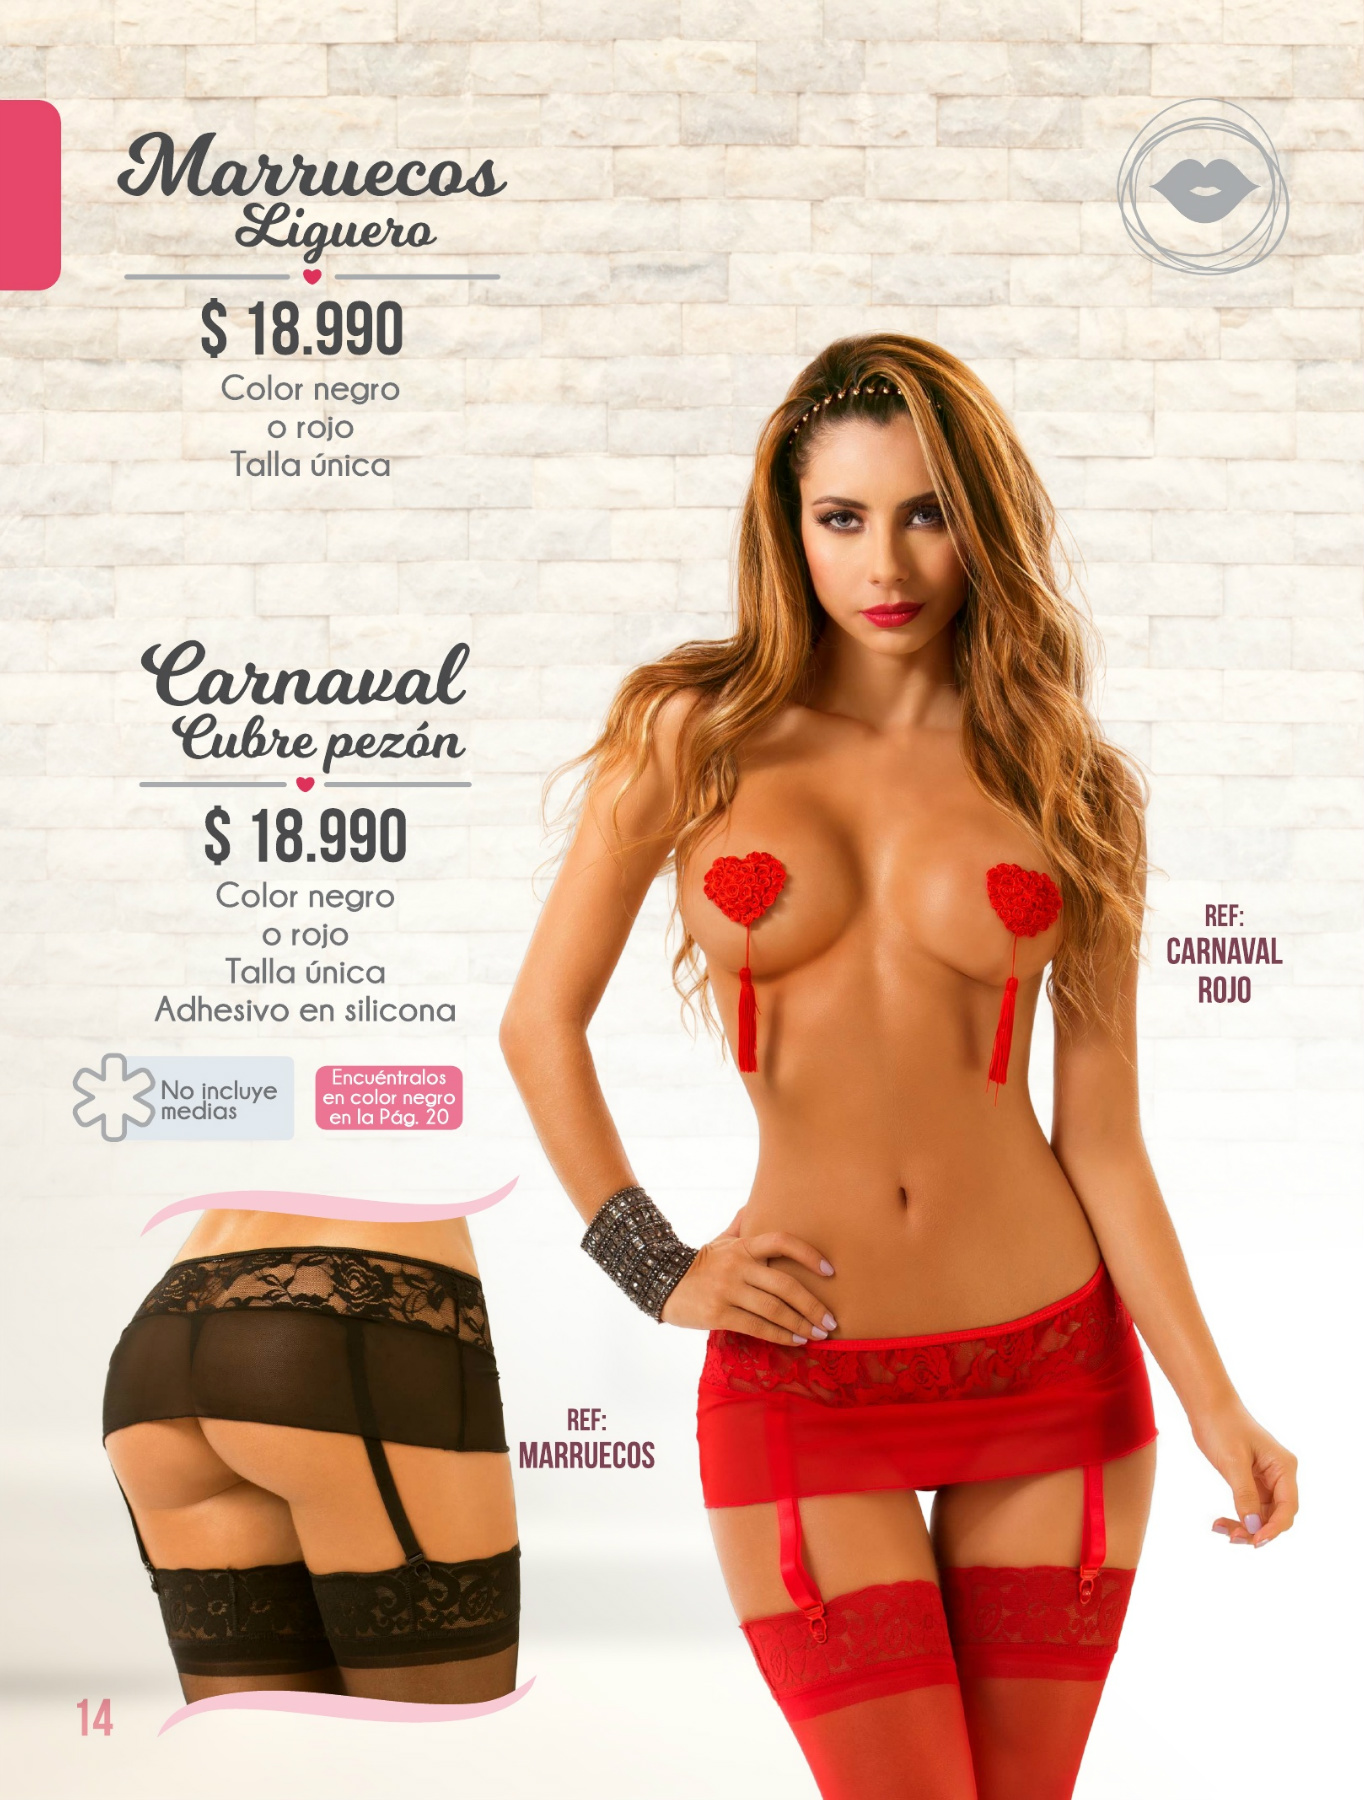 Marruecos
Liguero
$ 18.990
Color negro
o rojo
Talla única
Carnaval
Cubre pezón
$ 18.990
Color negro
o rojo
Talla única
Adhesivo en silicona
No incluye
medias
Encuéntralos
en color negro
en la Pág. 20
REF:
CARNAVAL
ROJO
REF:
MARRUECOS
14